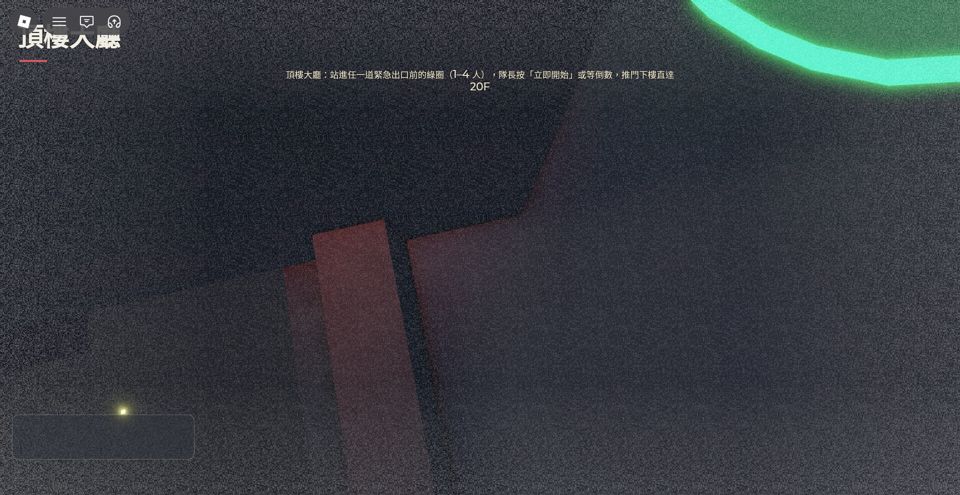 頂樓大廳
頂樓大廳：站進任一道緊急出口前的綠圈（1–4 人），隊長按「立即開始」或等倒數，推門下樓直達
20F